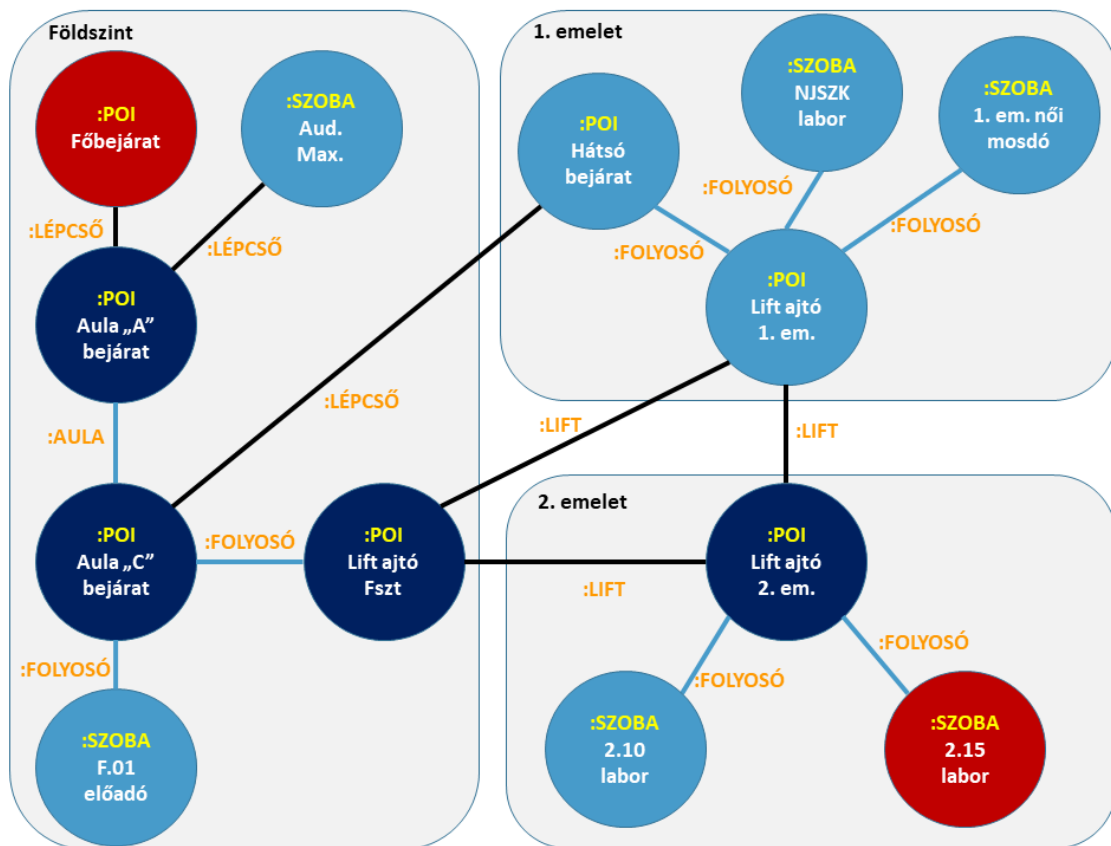 Földszint
:POI
Főbejárat
:SZOBA
Aud.
Max.
:LÉPCSŐ
:LÉPCSŐ
:POI
Aula „A”
bejárat
:AULA
:LÉPCSŐ
:POI
Aula „C”
bejárat
:FOLYOSÓ
:POI
Lift ajtó
Fszt
:FOLYOSÓ
:SZOBA
F.01
előadó
1. emelet
:POI
Hátsó
bejárat
:SZOBA
NJSZK
labor
:SZOBA
1. em. női
mosdó
:FOLYOSÓ
:FOLYOSÓ
:FOLYOSÓ
:POI
Lift ajtó
1. em.
:LIFT
:LIFT
2. emelet
:POI
Lift ajtó
2. em.
:LIFT
:FOLYOSÓ
:FOLYOSÓ
:SZOBA
2.10
labor
:SZOBA
2.15
labor